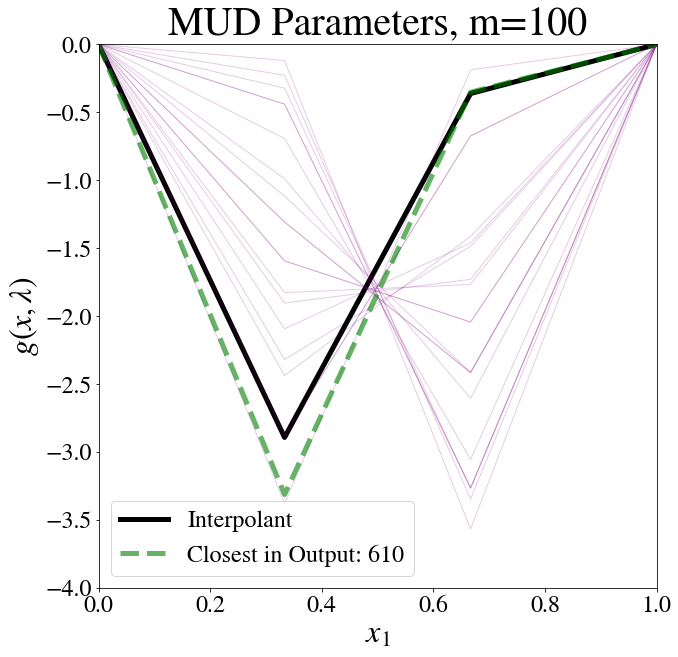 MUD Parameters, m=100
g(x, λ)
0.0
−0.5
−1.0
−1.5
−2.0
−2.5
−3.0
−3.5
−4.0
Interpolant
Closest in Output: 610
0.0 0.2 0.4 0.6 0.8 1.0
x₁